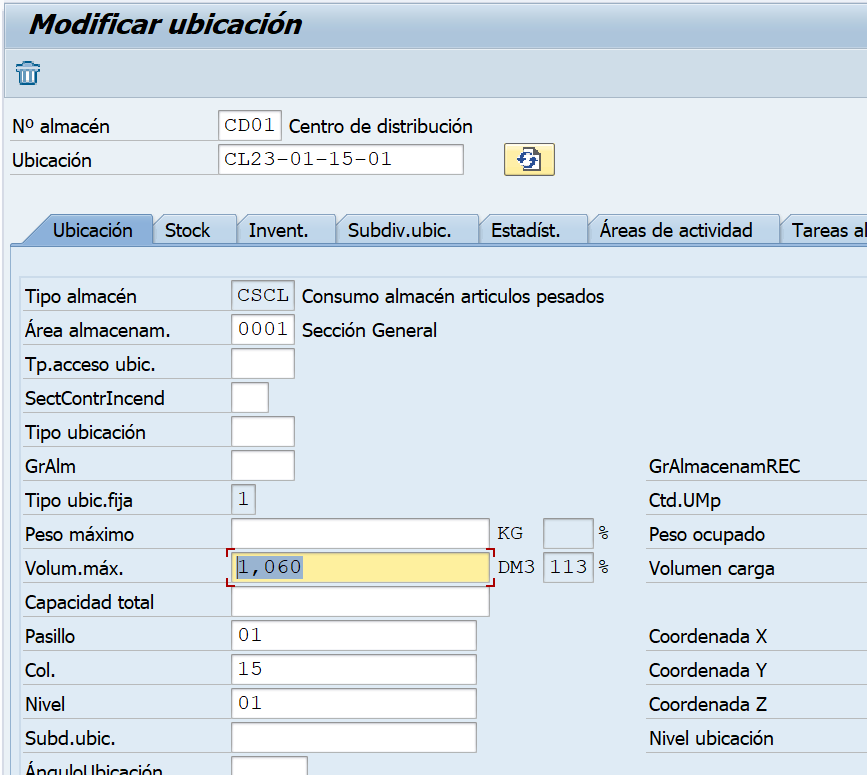 Modificar ubicación
Nº almacén CD01 Centro de distribución
Ubicación CL23-01-15-01
Ubicación Stock Invent. Subdiv.ubic. Estadíst. Áreas de actividad Tareas al
Tipo almacén CSCL Consumo almacén articulos pesados
Área almacenam. 0001 Sección General
Tp.acceso ubic.
SectContrIncend
Tipo ubicación
GrAlm GrAlmacenamREC
Tipo ubic.fija 1 Ctd.UMp
Peso máximo KG % Peso ocupado
Volum.máx. 1,060 DM3 113 % Volumen carga
Capacidad total
Pasillo 01 Coordenada X
Col. 15 Coordenada Y
Nivel 01 Coordenada Z
Subd.ubic. Nivel ubicación
ÁnguloUbicación